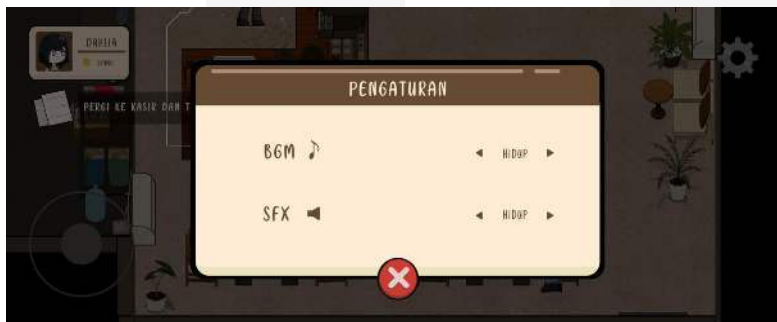 DAHLIA
PERGI KE KASIR DAN T
PENGATURAN
BGM
HIDUP
SFX
HIDUP